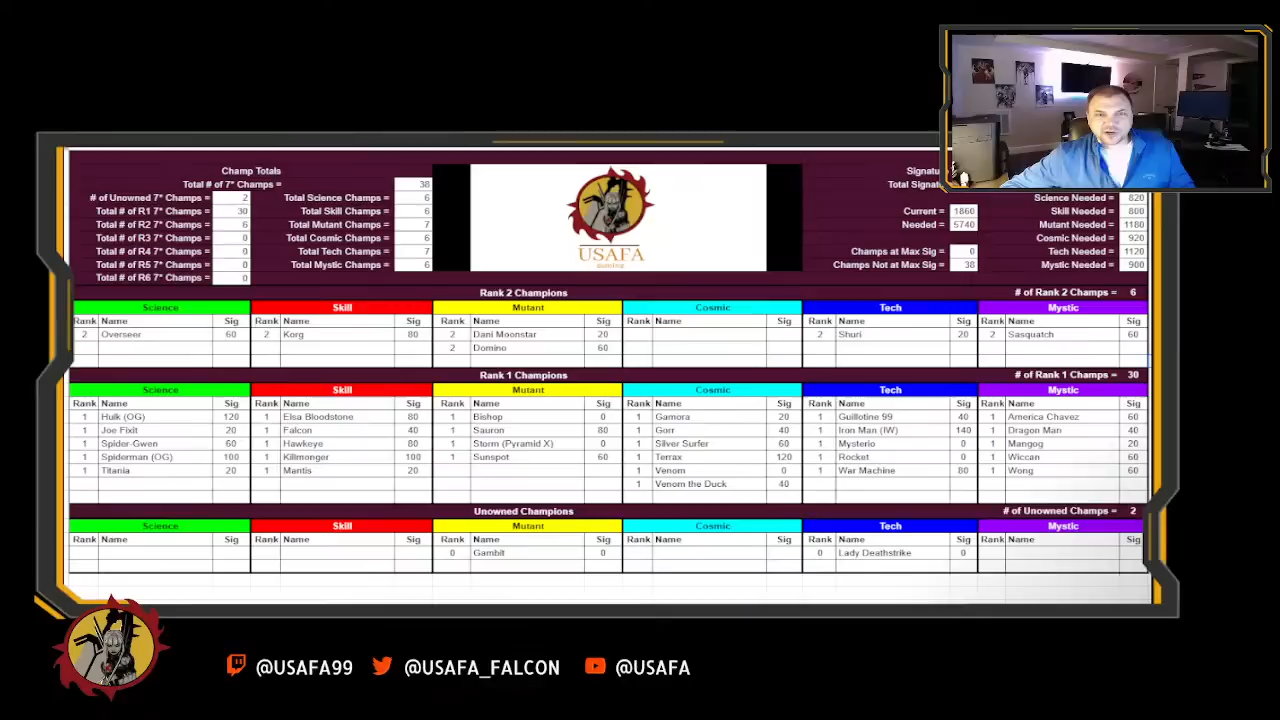 Champ Totals
Total # of 7* Champs = 38
# of Unowned 7* Champs = 2 Total Science Champs = 6
Total # of R1 7* Champs = 30 Total Skill Champs = 6
Total # of R2 7* Champs = 6 Total Mutant Champs = 7
Total # of R3 7* Champs = 0 Total Cosmic Champs = 6
Total # of R4 7* Champs = 0 Total Tech Champs = 7
Total # of R5 7* Champs = 0 Total Mystic Champs = 6
Total # of R6 7* Champs = 0
USAFA
Signatu
Total Signatu
Science Needed = 820
Current = 1860 Skill Needed = 800
Needed = 5740 Mutant Needed = 1180
Cosmic Needed = 920
Champs at Max Sig = 0 Tech Needed = 1120
Champs Not at Max Sig = 38 Mystic Needed = 900
Rank 2 Champions # of Rank 2 Champs = 6
Science Skill Mutant Cosmic Tech Mystic
Rank Name Sig Rank Name Sig Rank Name Sig Rank Name Sig Rank Name Sig Rank Name Sig
2 Overseer 60 2 Korg 80 2 Dani Moonstar 20 2 Shuri 20 2 Sasquatch 60
2 Domino 60
Rank 1 Champions # of Rank 1 Champs = 30
Science Skill Mutant Cosmic Tech Mystic
Rank Name Sig Rank Name Sig Rank Name Sig Rank Name Sig Rank Name Sig Rank Name Sig
1 Hulk (OG) 120 1 Elsa Bloodstone 80 1 Bishop 0 1 Gamora 20 1 Guillotine 99 40 1 America Chavez 60
1 Joe Fixit 20 1 Falcon 40 1 Sauron 80 1 Gorr 40 1 Iron Man (IW) 140 1 Dragon Man 40
1 Spider-Gwen 60 1 Hawkeye 80 1 Storm (Pyramid X) 0 1 Silver Surfer 60 1 Mysterio 0 1 Mangog 20
1 Spiderman (OG) 100 1 Killmonger 100 1 Sunspot 60 1 Terrax 120 1 Rocket 0 1 Wiccan 60
1 Titania 20 1 Mantis 20 1 Venom 0 1 War Machine 80 1 Wong 60
1 Venom the Duck 40
Unowned Champions # of Unowned Champs = 2
Science Skill Mutant Cosmic Tech Mystic
Rank Name Sig Rank Name Sig Rank Name Sig Rank Name Sig Rank Name Sig Rank Name Sig
0 Gambit 0 0 Lady Deathstrike 0
@USAFA99 @USAFA_FALCON @USAFA